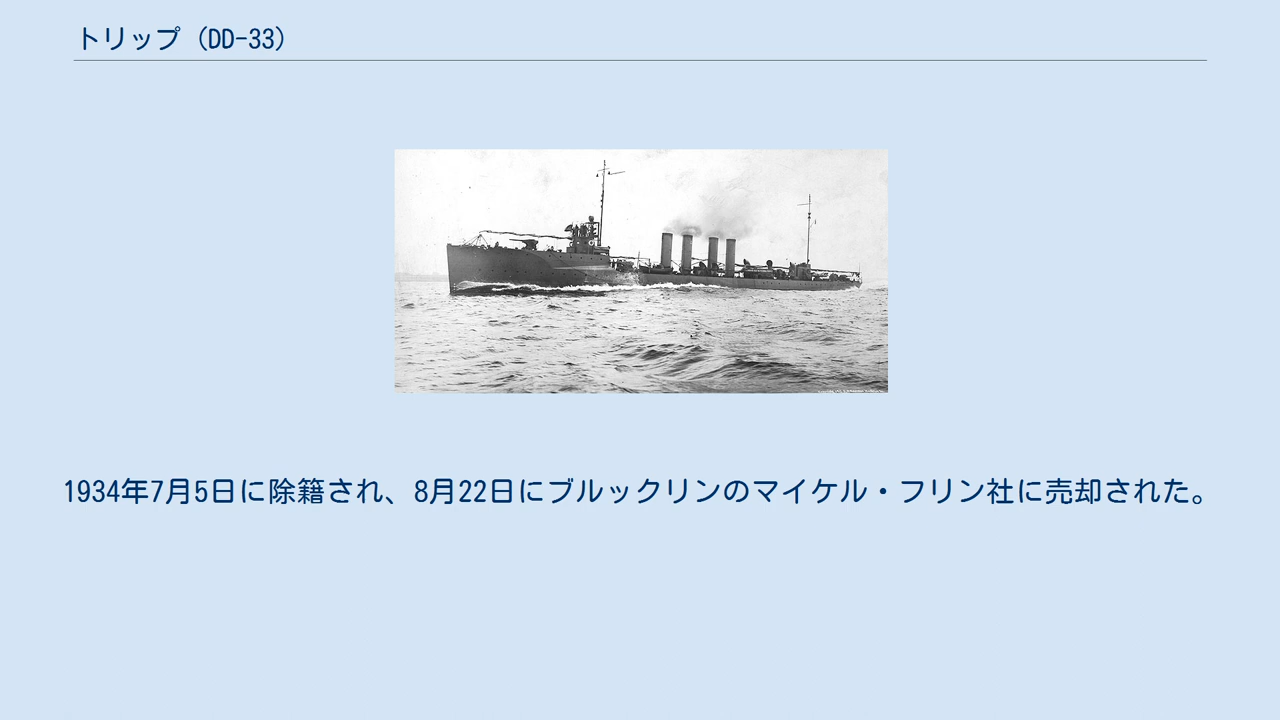 トリップ（DD-33）
1934年7月5日に除籍され、8月22日にブルックリンのマイケル・フリン社に売却された。